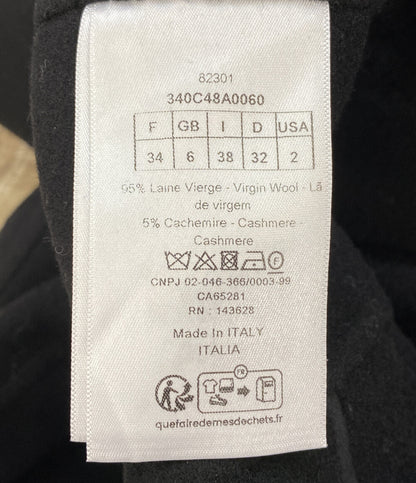 82301
340C48A0060
F GB I D USA
34 6 38 32 2
95% Laine Vierge - Virgin Wool - Lã
de virgem
5% Cachemire - Cashmere -
Cashmere
F
CNPJ 02-046-366/0003-99
CA65281
RN : 143628
Made In ITALY
ITALIA
FR
quefairedemesdechets.fr